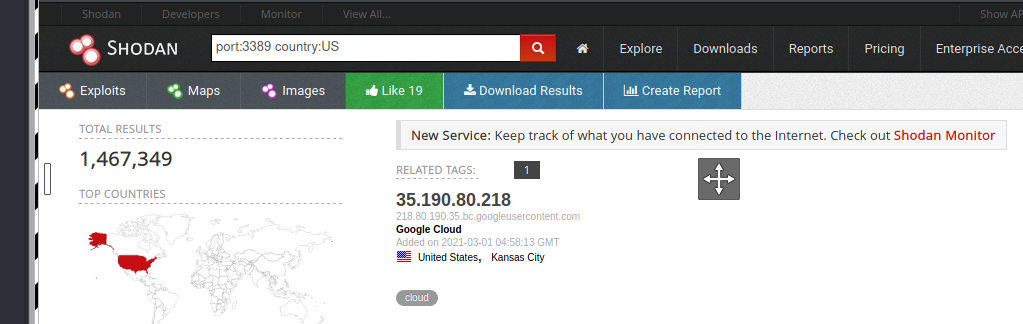 Shodan Developers Monitor View All... Show AP
SHODAN port:3389 country:US Explore Downloads Reports Pricing Enterprise Acce
Exploits Maps Images Like 19 Download Results Create Report
TOTAL RESULTS
1,467,349
TOP COUNTRIES
New Service: Keep track of what you have connected to the Internet. Check out Shodan Monitor
RELATED TAGS: 1
35.190.80.218
218.80.190.35.bc.googleusercontent.com
Google Cloud
Added on 2021-03-01 04:58:13 GMT
United States, Kansas City
cloud